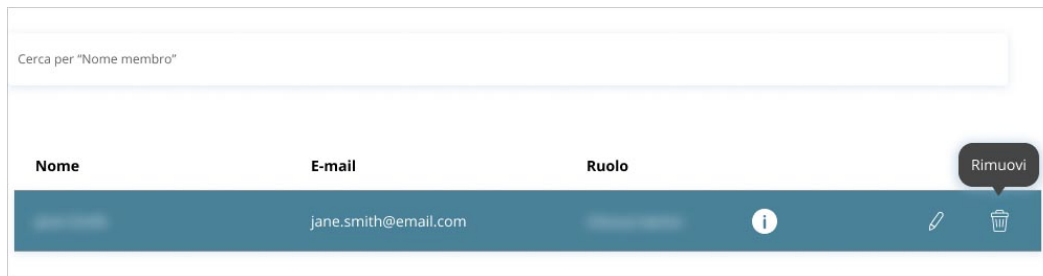 Cerca per “Nome membro”
Nome E-mail Ruolo Rimuovi
jane.smith@email.com